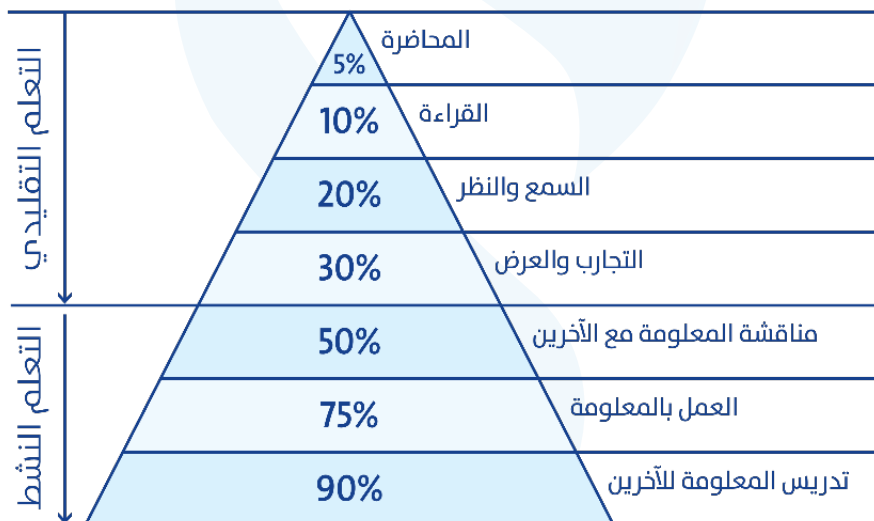 المحاضرة
5%
القراءة
10%
السمع والنظر
20%
التجارب والعرض
30%
التعلم التقليدي
مناقشة المعلومة مع الآخرين
50%
العمل بالمعلومة
75%
تدريس المعلومة للآخرين
90%
التعلم النشط